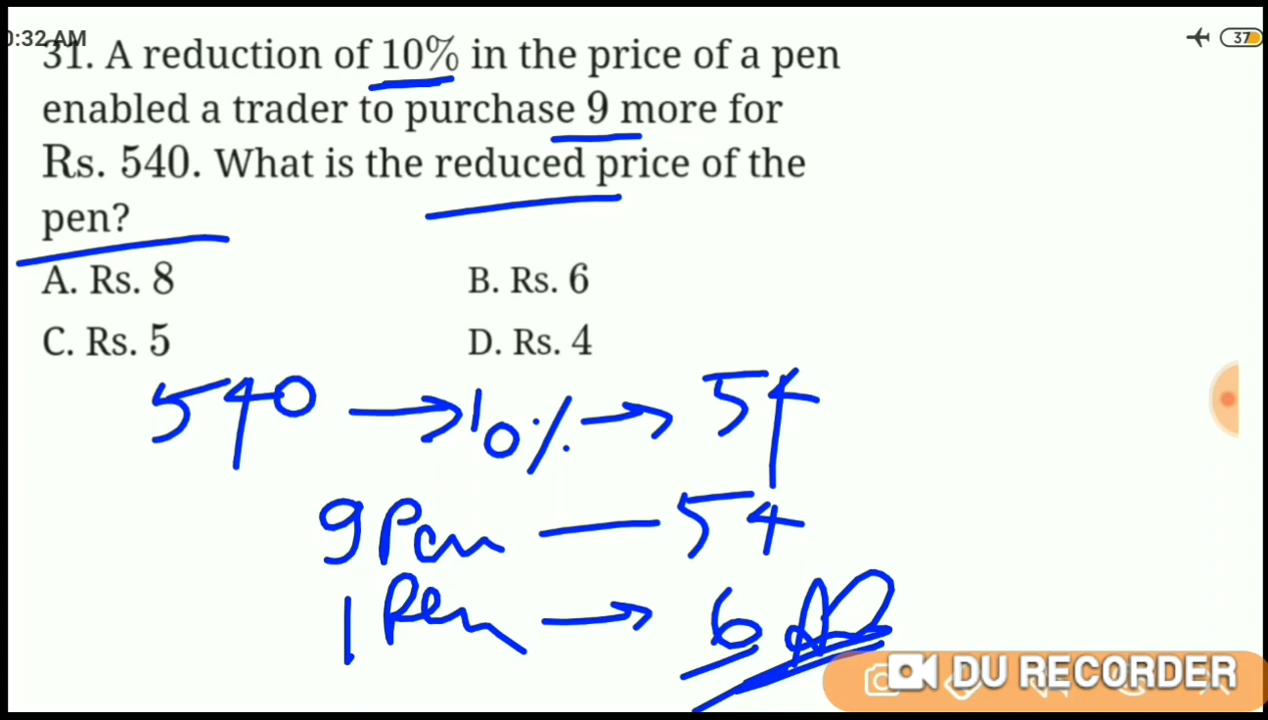 0:32 AM
37
31. A reduction of 10% in the price of a pen
enabled a trader to purchase 9 more for
Rs. 540. What is the reduced price of the
pen?
A. Rs. 8 B. Rs. 6
C. Rs. 5 D. Rs. 4
540 → 10% → 54
9 Pen — 54
1 Pen → 6
DU RECORDER